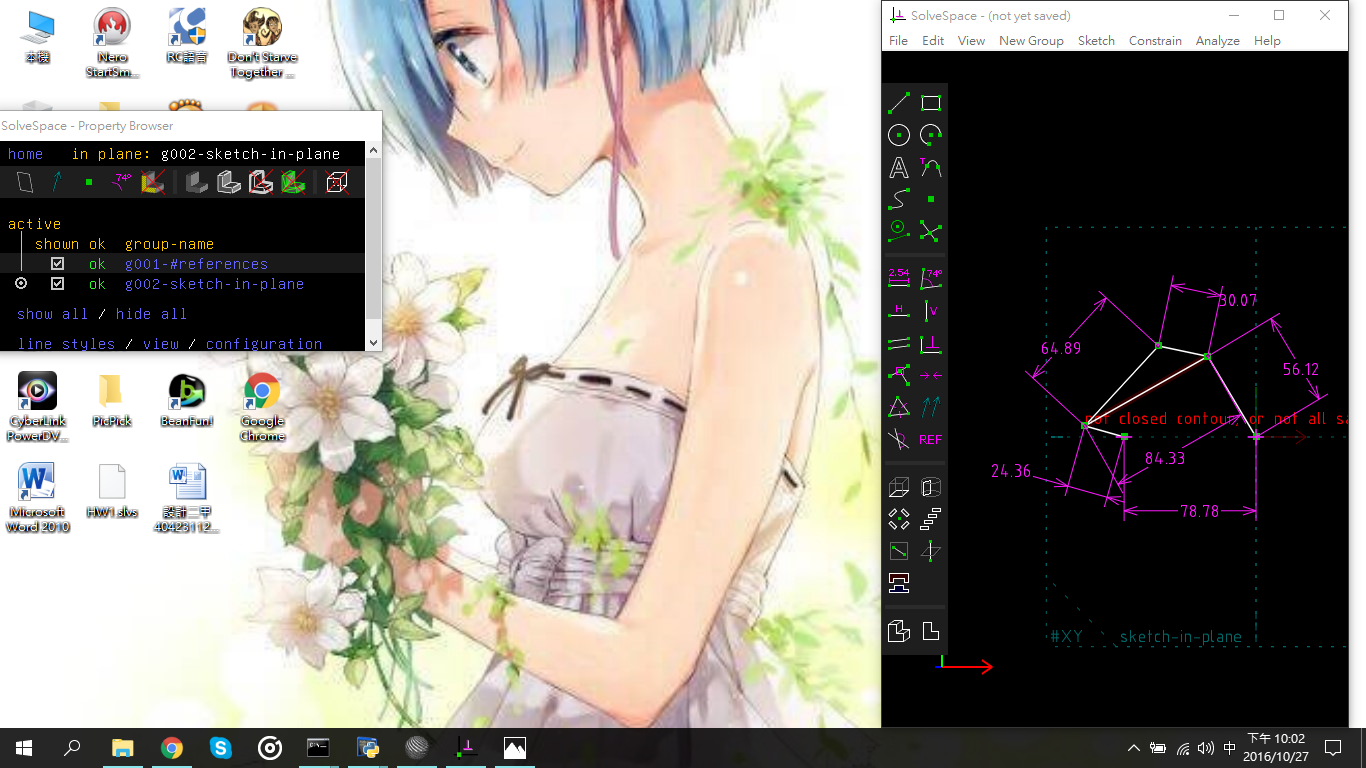 本機
Nero
StartSm...
RC語言
Don't Starve
Together ...
SolveSpace - Property Browser
home in plane: g002-sketch-in-plane
74°
active
shown ok group-name
ok g001-#references
ok g002-sketch-in-plane
show all / hide all
line styles / view / configuration
CyberLink
PowerDV...
PicPick
BeanFun!
Google
Chrome
Microsoft
Word 2010
HW1.slvs
設計二甲
40423112...
SolveSpace - (not yet saved)
File Edit View New Group Sketch Constrain Analyze Help
A
T
2.54
74°
H
V
REF
30.07
64.89
56.12
not closed contour, or not all sa
84.33
24.36
78.78
#XY sketch-in-plane
中
下午 10:02
2016/10/27